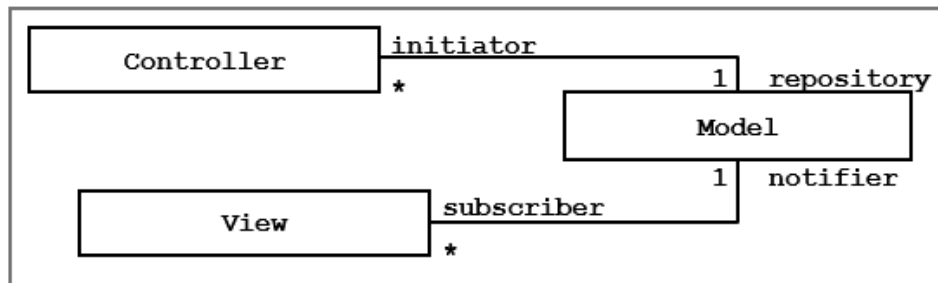 initiator
Controller
*
1 repository
Model
1 notifier
subscriber
View
*